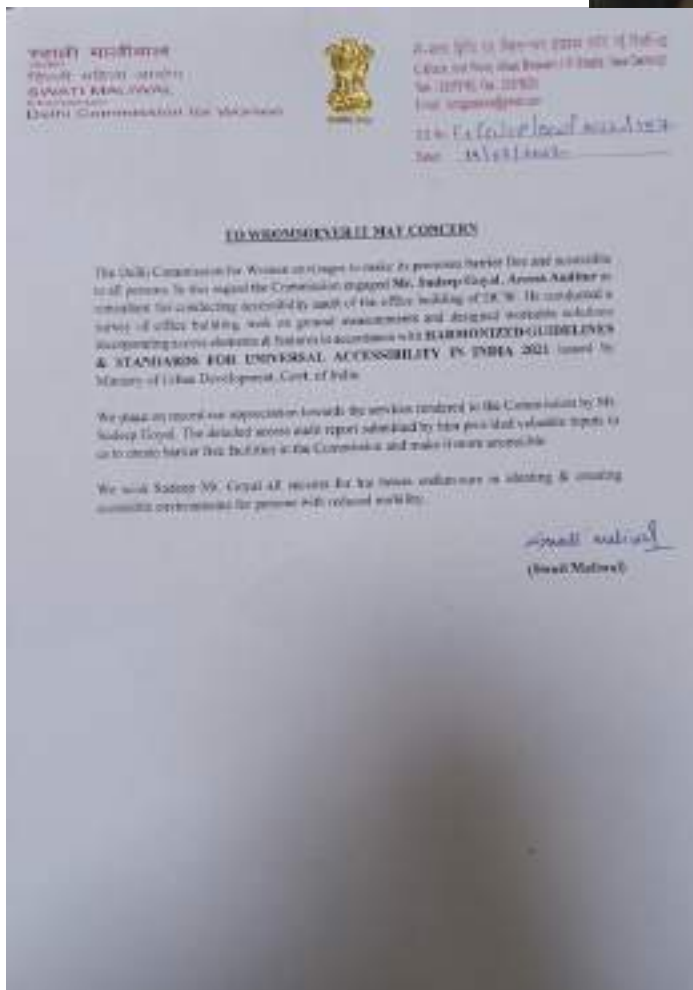 स्वाति मालीवाल
दिल्ली महिला आयोग
SWATI MALIWAL
Delhi Commission for Women
TO WHOMSOEVER IT MAY CONCERN
The Delhi Commission for Women envisages to make its premises barrier free and accessible
to all persons. In this regard the Commission engaged Mr. Sudeep Goyal, Access Auditor as
consultant for conducting accessibility audit of the office building of DCW. He conducted a
survey of office building, took on ground measurements and designed workable solutions
incorporating access elements & features in accordance with HARMONIZED GUIDELINES
& STANDARDS FOR UNIVERSAL ACCESSIBILITY IN INDIA 2021 issued by
Ministry of Urban Development, Govt. of India.
We place on record our appreciation towards the services rendered to the Commission by Mr.
Sudeep Goyal. The detailed access audit report submitted by him provided valuable inputs to
us to create barrier free facilities in the Commission and make it more accessible.
We wish Sudeep Mr. Goyal all success for his future endeavours in ideating & creating
accessible environments for persons with reduced mobility.
(Swati Maliwal)